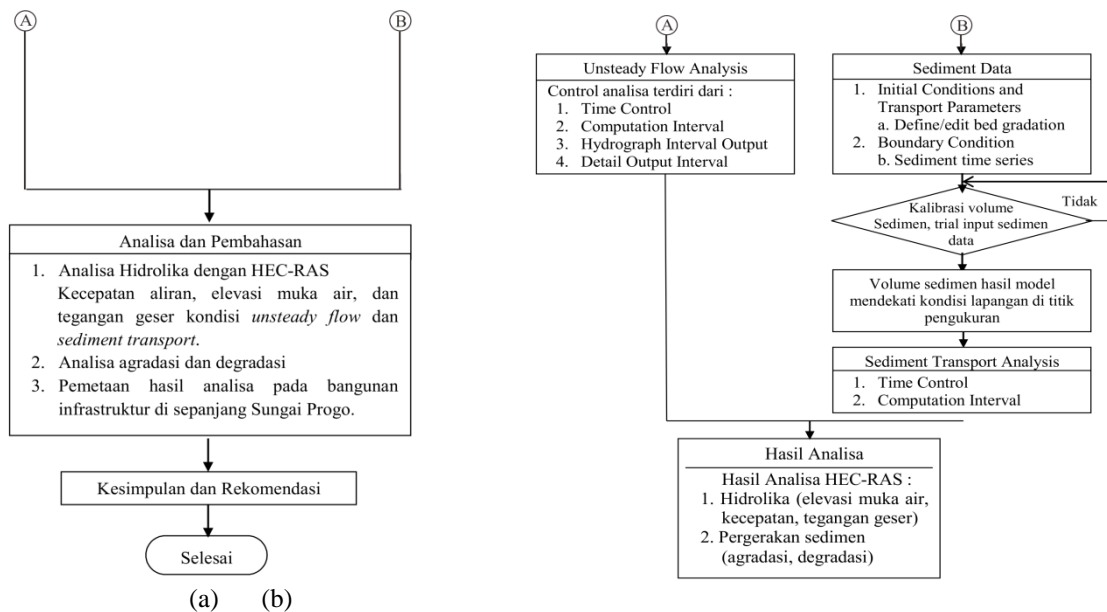 A
B
Analisa dan Pembahasan
1. Analisa Hidrolika dengan HEC-RAS
Kecepatan aliran, elevasi muka air, dan
tegangan geser kondisi unsteady flow dan
sediment transport.
2. Analisa agradasi dan degradasi
3. Pemetaan hasil analisa pada bangunan
infrastruktur di sepanjang Sungai Progo.
Kesimpulan dan Rekomendasi
Selesai
A
Unsteady Flow Analysis
Control analisa terdiri dari :
1. Time Control
2. Computation Interval
3. Hydrograph Interval Output
4. Detail Output Interval
B
Sediment Data
1. Initial Conditions and
Transport Parameters
a. Define/edit bed gradation
2. Boundary Condition
b. Sediment time series
Tidak
Kalibrasi volume
Sedimen, trial input sedimen
data
Volume sedimen hasil model
mendekati kondisi lapangan di titik
pengukuran
Sediment Transport Analysis
1. Time Control
2. Computation Interval
Hasil Analisa
Hasil Analisa HEC-RAS :
1. Hidrolika (elevasi muka air,
kecepatan, tegangan geser)
2. Pergerakan sedimen
(agradasi, degradasi)
(a) (b)